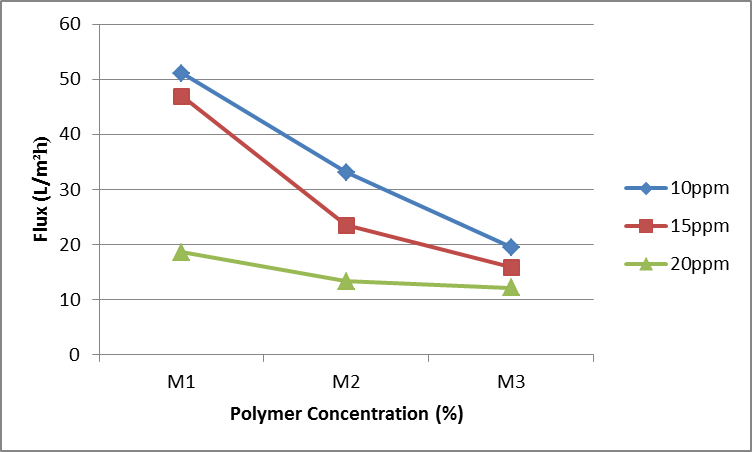 60
50
40
30
20
10
0
Flux (L/m²h)
M1 M2 M3
Polymer Concentration (%)
10ppm
15ppm
20ppm